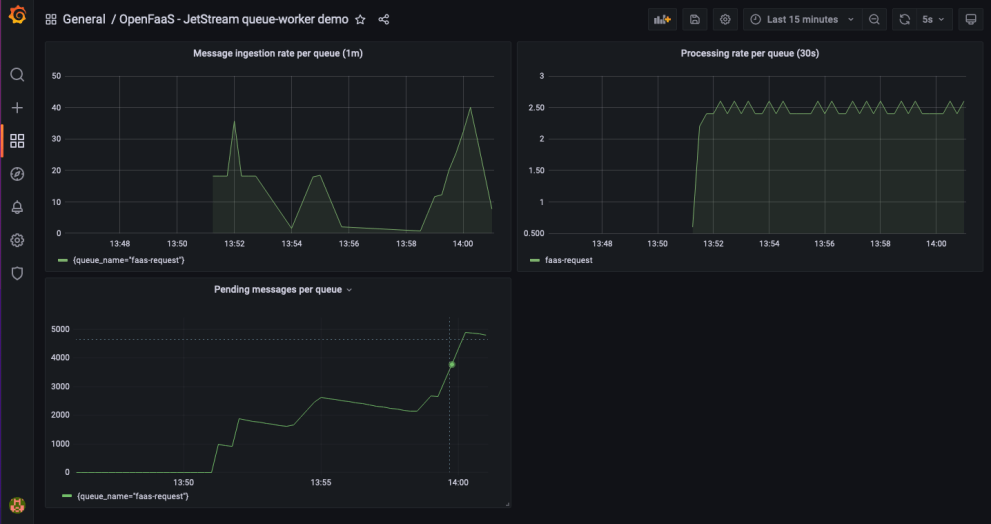 General / OpenFaaS - JetStream queue-worker demo
Last 15 minutes
5s
Message ingestion rate per queue (1m)
50
40
30
20
10
0
13:48 13:50 13:52 13:54 13:56 13:58 14:00
{queue_name="faas-request"}
Processing rate per queue (30s)
3
2.50
2
1.50
1
0.500
13:48 13:50 13:52 13:54 13:56 13:58 14:00
faas-request
Pending messages per queue
5000
4000
3000
2000
1000
0
13:50 13:55 14:00
{queue_name="faas-request"}